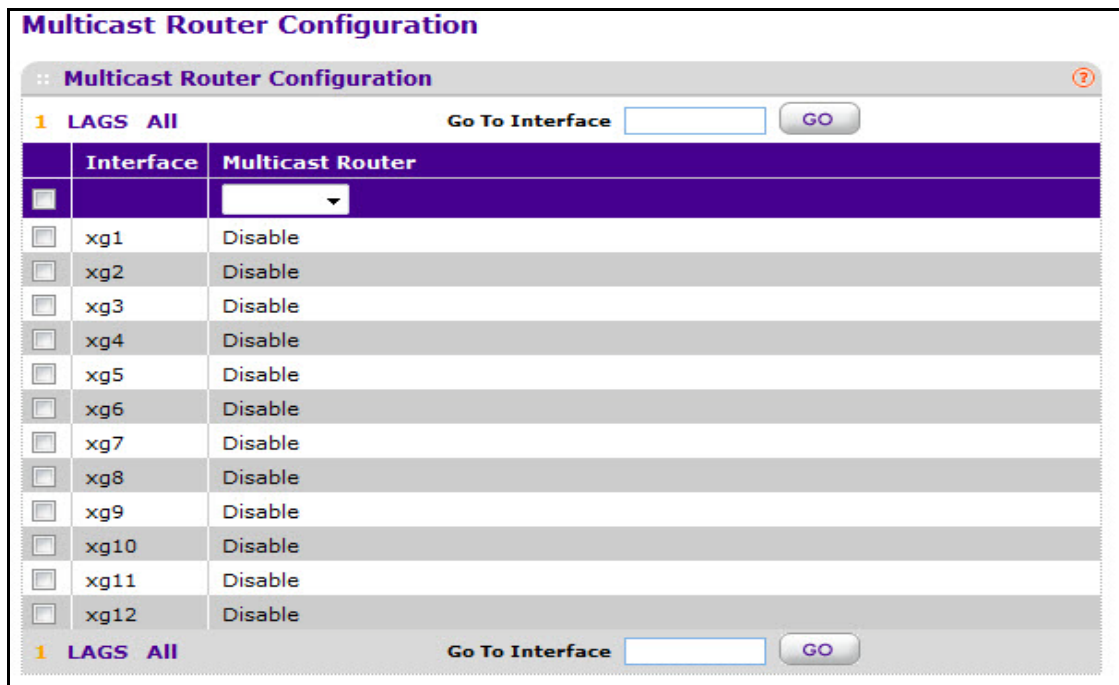 Multicast Router Configuration
Multicast Router Configuration
1 LAGS All Go To Interface GO
Interface Multicast Router
xg1 Disable
xg2 Disable
xg3 Disable
xg4 Disable
xg5 Disable
xg6 Disable
xg7 Disable
xg8 Disable
xg9 Disable
xg10 Disable
xg11 Disable
xg12 Disable
1 LAGS All Go To Interface GO